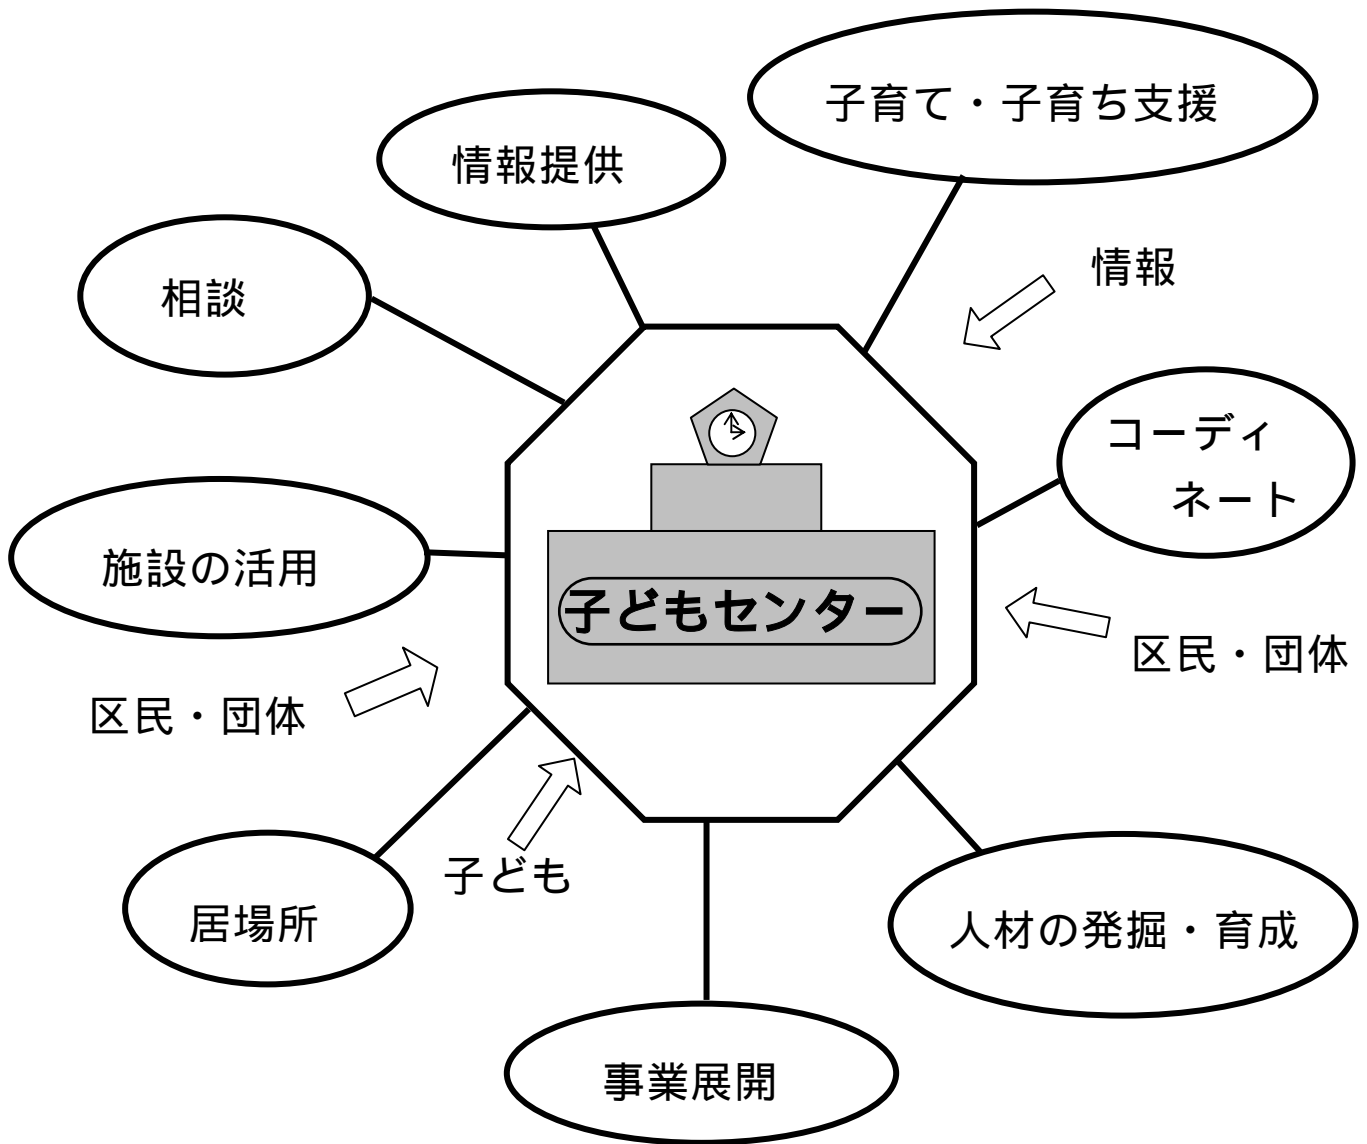 子育て・子育ち支援
情報提供
情報
相談
コーディ
ネート
施設の活用
子どもセンター
区民・団体
区民・団体
子ども
居場所
人材の発掘・育成
事業展開